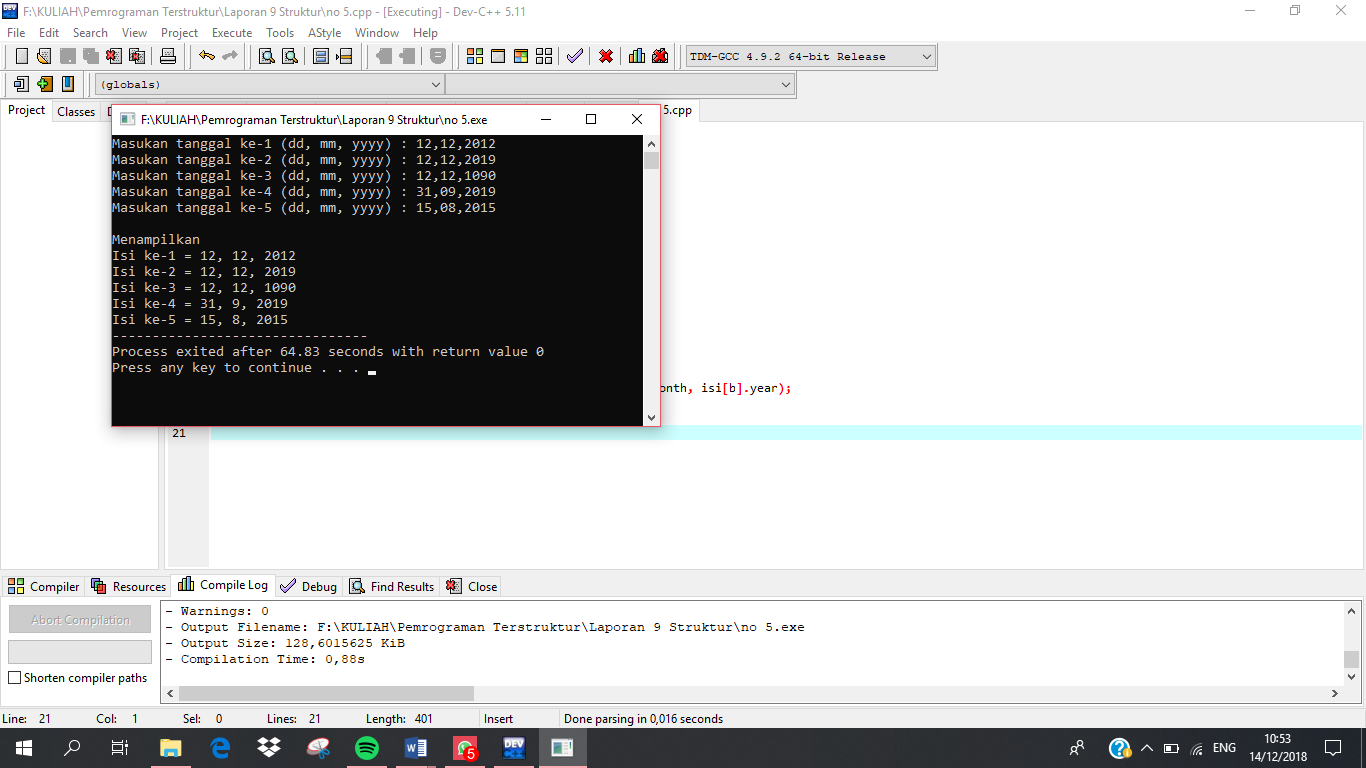 F:\KULIAH\Pemrograman Terstruktur\Laporan 9 Struktur\no 5.cpp - [Executing] - Dev-C++ 5.11
File Edit Search View Project Execute Tools AStyle Window Help
TDM-GCC 4.9.2 64-bit Release
(globals)
Project Classes
5.cpp
F:\KULIAH\Pemrograman Terstruktur\Laporan 9 Struktur\no 5.exe
Masukan tanggal ke-1 (dd, mm, yyyy) : 12,12,2012
Masukan tanggal ke-2 (dd, mm, yyyy) : 12,12,2019
Masukan tanggal ke-3 (dd, mm, yyyy) : 12,12,1090
Masukan tanggal ke-4 (dd, mm, yyyy) : 31,09,2019
Masukan tanggal ke-5 (dd, mm, yyyy) : 15,08,2015
Menampilkan
Isi ke-1 = 12, 12, 2012
Isi ke-2 = 12, 12, 2019
Isi ke-3 = 12, 12, 1090
Isi ke-4 = 31, 9, 2019
Isi ke-5 = 15, 8, 2015
--------------------------------
Process exited after 64.83 seconds with return value 0
Press any key to continue . . .
onth, isi[b].year);
21
Compiler Resources Compile Log Debug Find Results Close
Abort Compilation
Shorten compiler paths
- Warnings: 0
- Output Filename: F:\KULIAH\Pemrograman Terstruktur\Laporan 9 Struktur\no 5.exe
- Output Size: 128,6015625 KiB
- Compilation Time: 0,88s
Line: 21 Col: 1 Sel: 0 Lines: 21 Length: 401 Insert Done parsing in 0,016 seconds
5 DEV ENG 10:53
14/12/2018